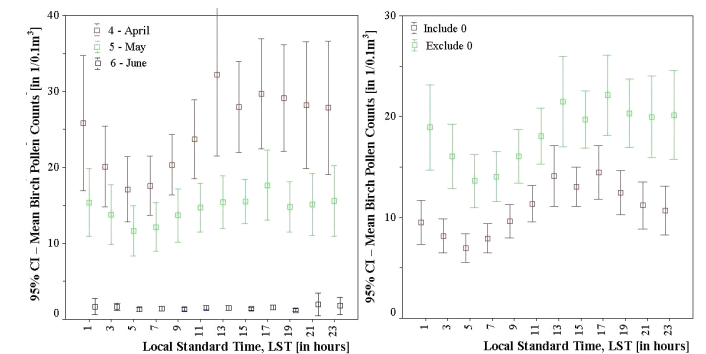 95% CI – Mean Birch Pollen Counts [in 1/0.1m³]
40
30
20
10
0
4 - April
5 - May
6 - June
1 3 5 7 9 11 13 15 17 19 21 23
Local Standard Time, LST [in hours]
95% CI – Mean Birch Pollen Counts [in 1/0.1m³]
30
20
10
0
Include 0
Exclude 0
1 3 5 7 9 11 13 15 17 19 21 23
Local Standard Time, LST [in hours]